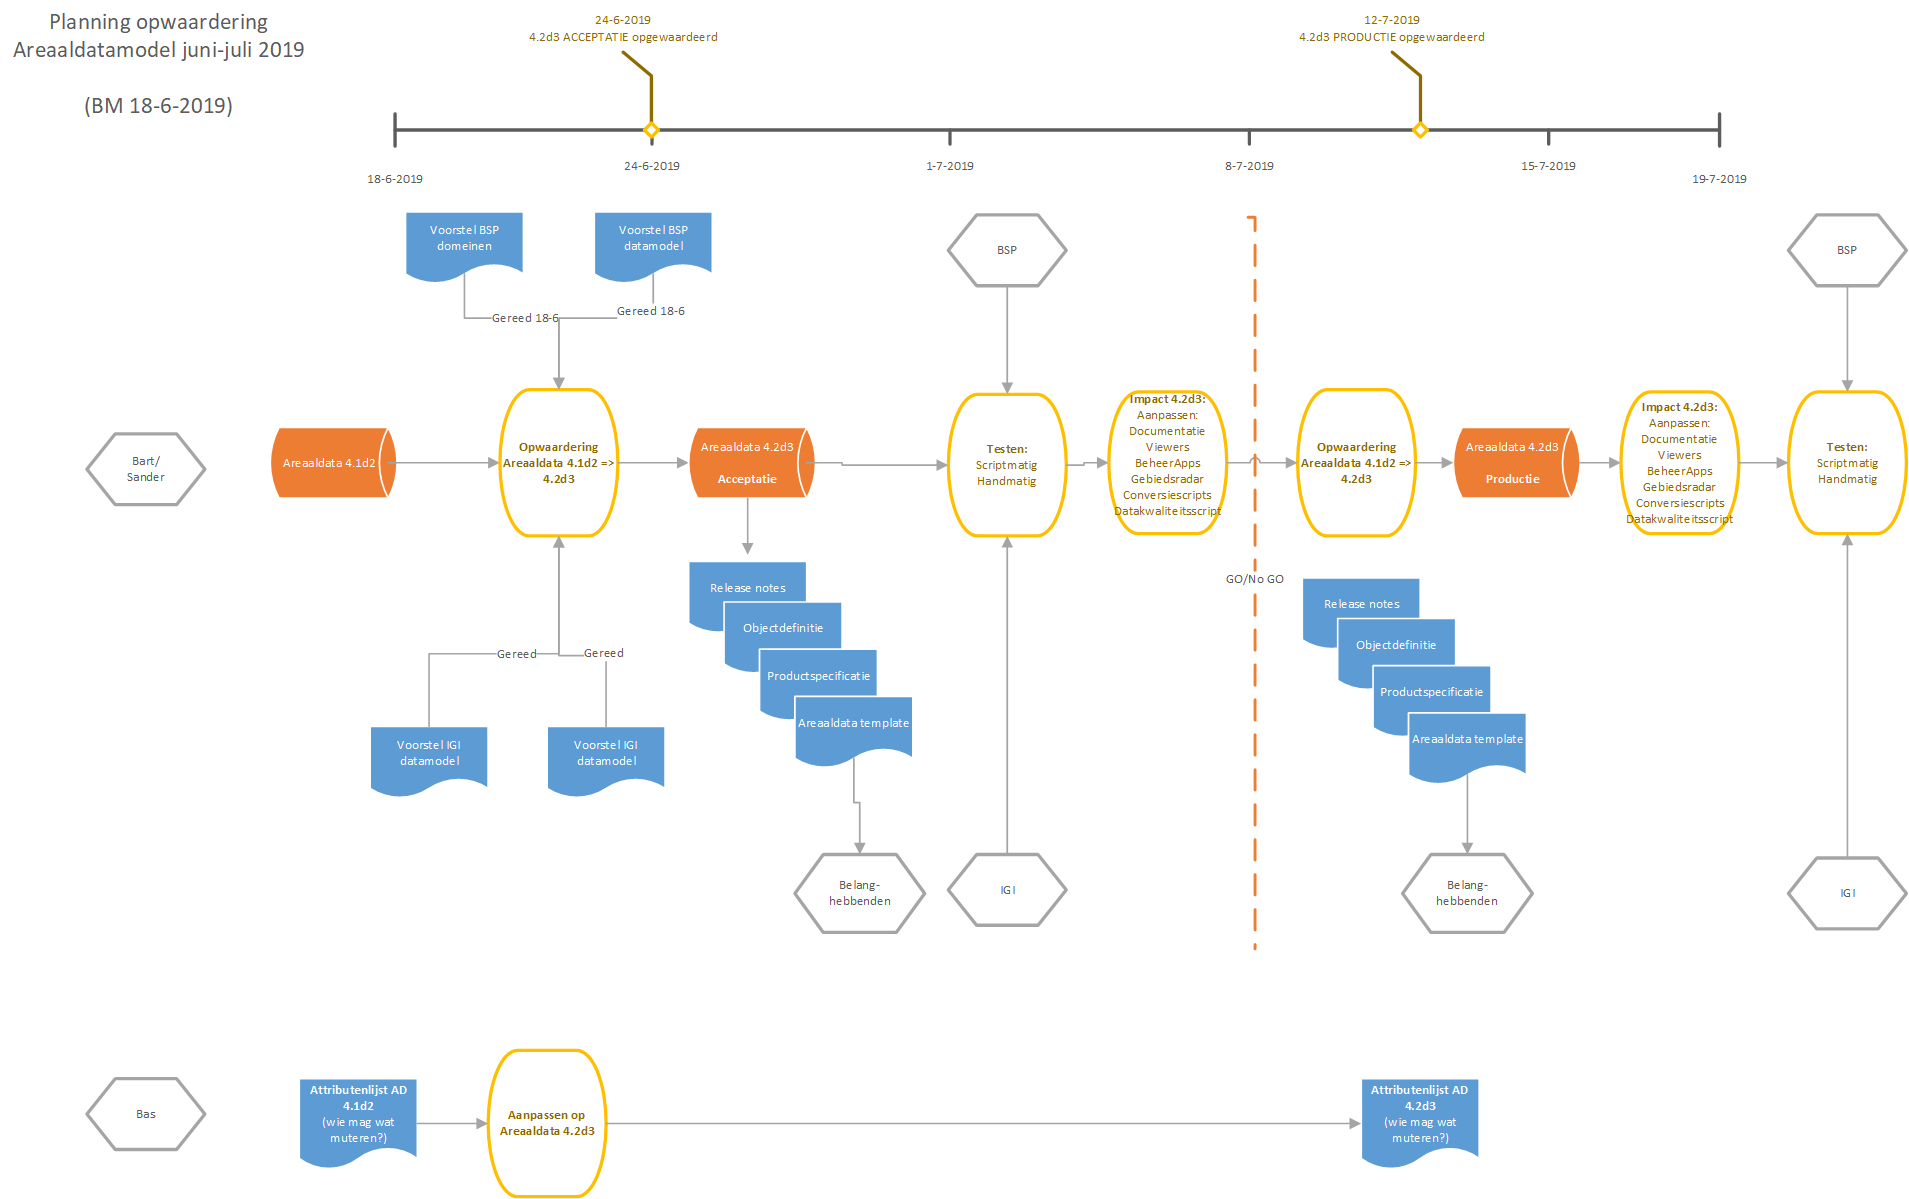 Planning opwaardering
Areaaldatamodel juni-juli 2019
(BM 18-6-2019)
24-6-2019
4.2d3 ACCEPTATIE opgewaardeerd
12-7-2019
4.2d3 PRODUCTIE opgewaardeerd
18-6-2019
24-6-2019
1-7-2019
8-7-2019
15-7-2019
19-7-2019
Voorstel BSP
domeinen
Voorstel BSP
datamodel
BSP
BSP
Gereed 18-6
Gereed 18-6
Bart/
Sander
Areaaldata 4.1d2
Opwaardering
Areaaldata 4.1d2 =>
4.2d3
Areaaldata 4.2d3
Acceptatie
Testen:
Scriptmatig
Handmatig
Impact 4.2d3:
Aanpassen:
Documentatie
Viewers
BeheerApps
Gebiedsradar
Conversiescripts
Datakwaliteitsscript
Opwaardering
Areaaldata 4.1d2 =>
4.2d3
Areaaldata 4.2d3
Productie
Impact 4.2d3:
Aanpassen:
Documentatie
Viewers
BeheerApps
Gebiedsradar
Conversiescripts
Datakwaliteitsscript
Testen:
Scriptmatig
Handmatig
GO/No GO
Release notes
Objectdefinitie
Productspecificatie
Areaaldata template
Release notes
Objectdefinitie
Productspecificatie
Areaaldata template
Gereed
Gereed
Voorstel IGI
datamodel
Voorstel IGI
datamodel
Belang-
hebbenden
IGI
Belang-
hebbenden
IGI
Bas
Attributenlijst AD
4.1d2
(wie mag wat
muteren?)
Aanpassen op
Areaaldata 4.2d3
Attributenlijst AD
4.2d3
(wie mag wat
muteren?)